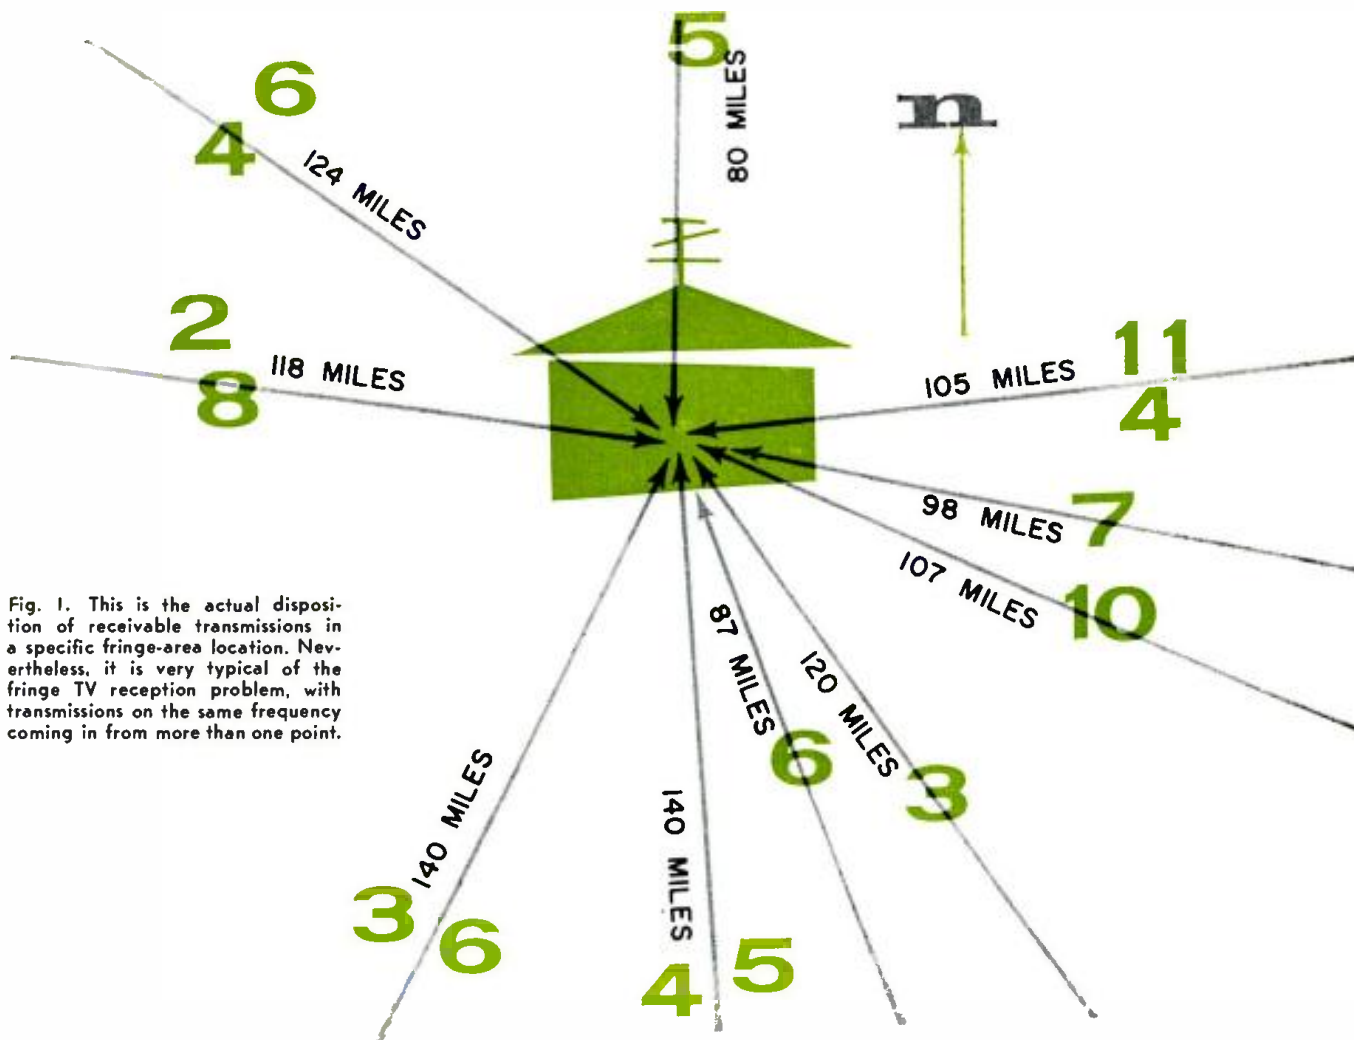 5
80 MILES
n
6
4
124 MILES
2
8
118 MILES
11
4
105 MILES
7
98 MILES
10
107 MILES
Fig. 1. This is the actual disposi-
tion of receivable transmissions in
a specific fringe-area location. Nev-
ertheless, it is very typical of the
fringe TV reception problem, with
transmissions on the same frequency
coming in from more than one point.
87 MILES
6
120 MILES
3
140 MILES
3
6
140 MILES
4
5